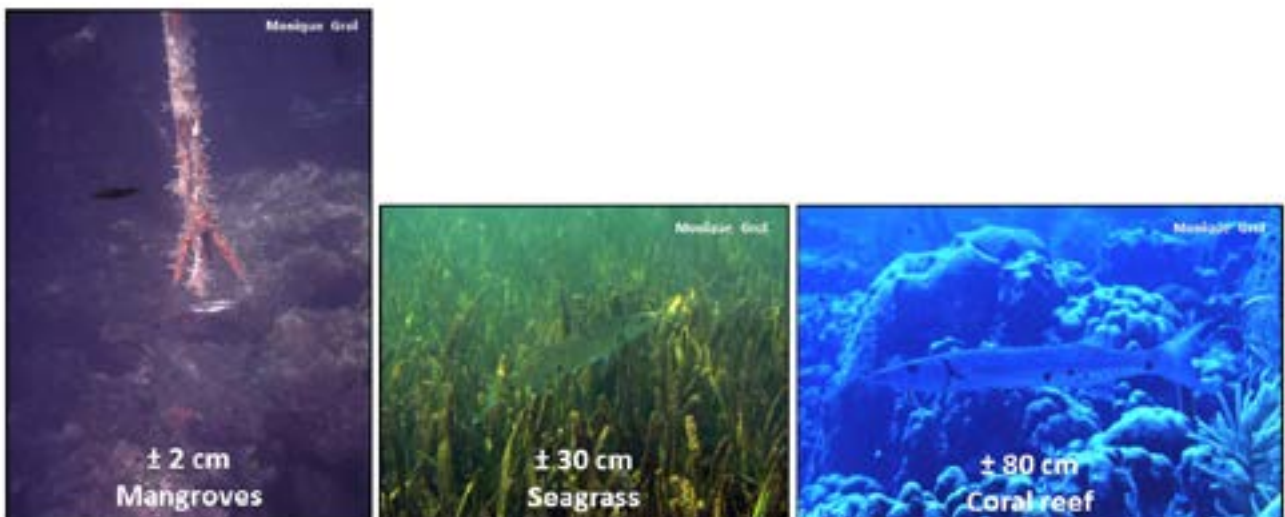 Monique Grol
± 2 cm
Mangroves
Monique Grol
± 30 cm
Seagrass
Monique Grol
± 80 cm
Coral reef